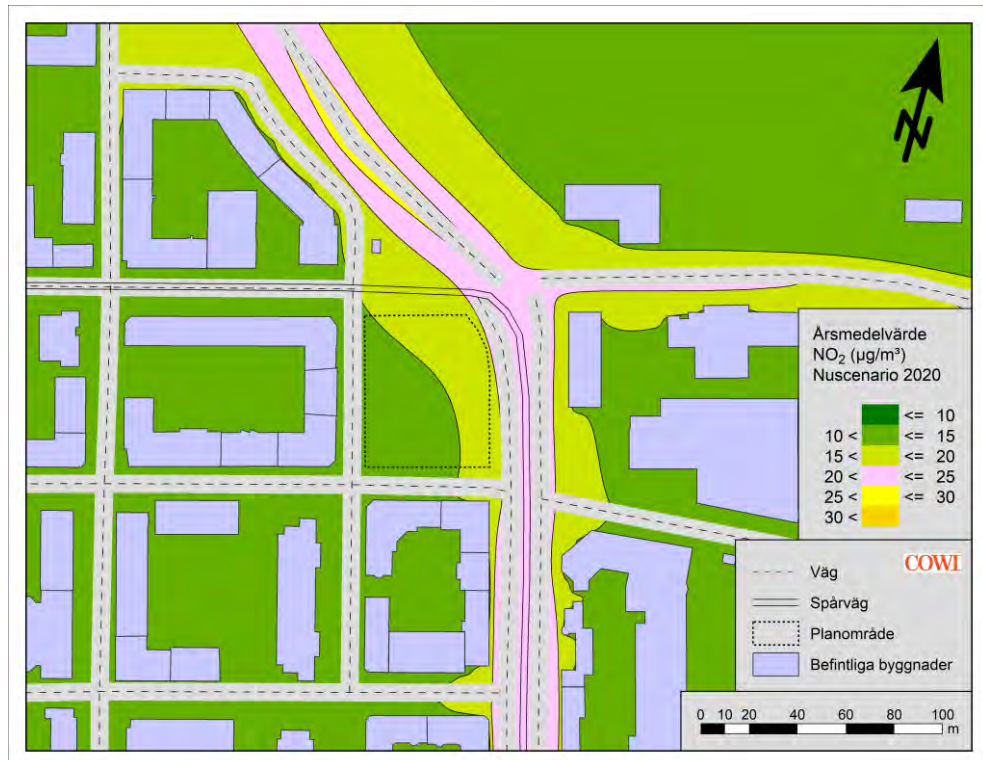 N
Årsmedelvärde
NO₂ (µg/m³)
Nuscenario 2020
<= 10
10 < <= 15
15 < <= 20
20 < <= 25
25 < <= 30
30 <
COWI
Väg
Spårväg
Planområde
Befintliga byggnader
0 10 20 40 60 80 100
m